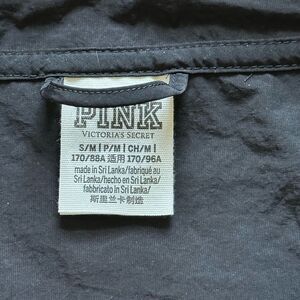 PINK
VICTORIA'S SECRET
S/M | P/M | CH/M |
170/88A 适用 170/96A
made in Sri Lanka/fabriqué au
Sri Lanka/hecho en Sri Lanka/
fabbricato in Sri Lanka/
斯里兰卡制造